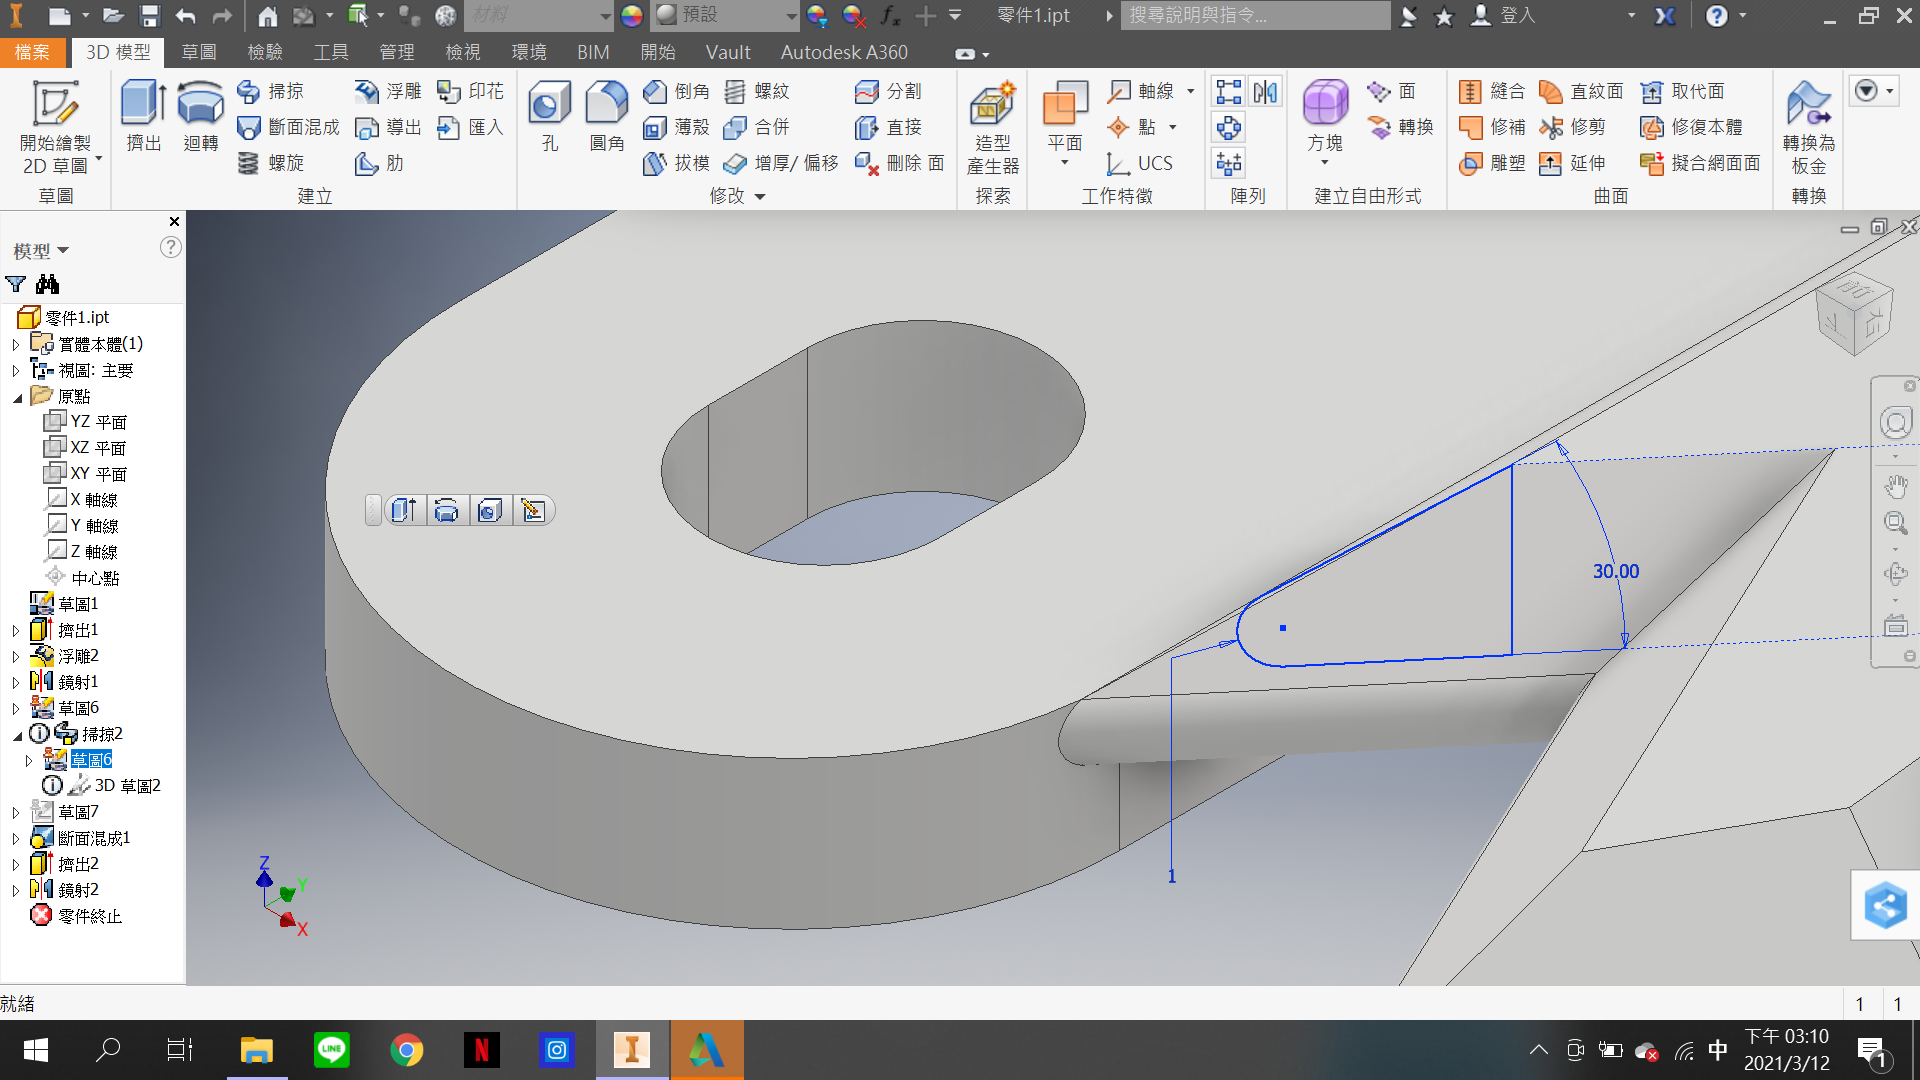 材料
預設
零件1.ipt
搜尋說明與指令...
登入
檔案
3D 模型
草圖
檢驗
工具
管理
檢視
環境
BIM
開始
Vault
Autodesk A360
開始繪製
2D 草圖
草圖
擠出
迴轉
掃掠
斷面混成
螺旋
浮雕
導出
肋
印花
匯入
建立
孔
圓角
倒角
薄殼
拔模
螺紋
合併
增厚/ 偏移
分割
直接
刪除 面
修改
造型
產生器
探索
平面
軸線
點
UCS
工作特徵
陣列
方塊
面
轉換
建立自由形式
縫合
修補
雕塑
直紋面
修剪
延伸
取代面
修復本體
擬合網面面
曲面
轉換為
板金
轉換
模型
零件1.ipt
實體本體(1)
視圖: 主要
原點
YZ 平面
XZ 平面
XY 平面
X 軸線
Y 軸線
Z 軸線
中心點
草圖1
擠出1
浮雕2
鏡射1
草圖6
掃掠2
草圖6
3D 草圖2
草圖7
斷面混成1
擠出2
鏡射2
零件終止
30.00
1
Z
Y
X
就緒
1
1
LINE
中
下午 03:10
2021/3/12
1